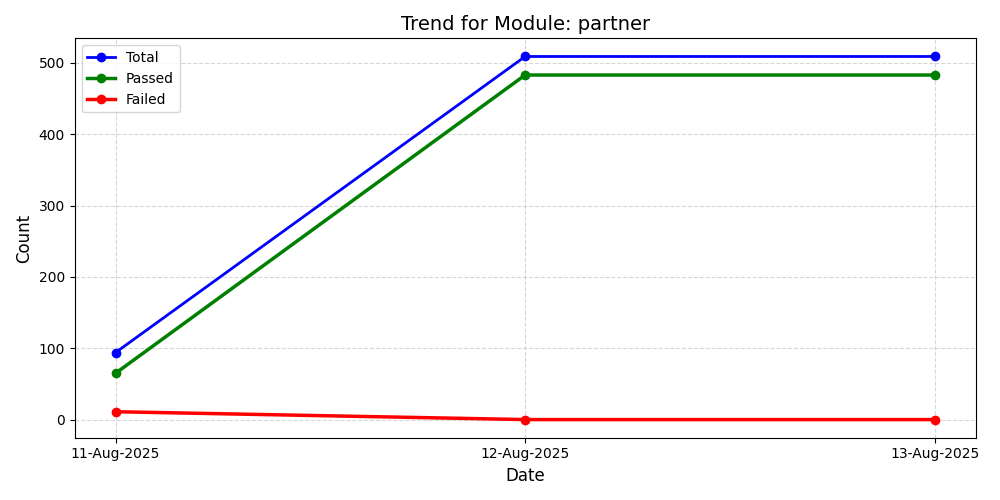 Trend for Module: partner
Total
Passed
Failed
Count
500
400
300
200
100
0
11-Aug-2025
12-Aug-2025
13-Aug-2025
Date